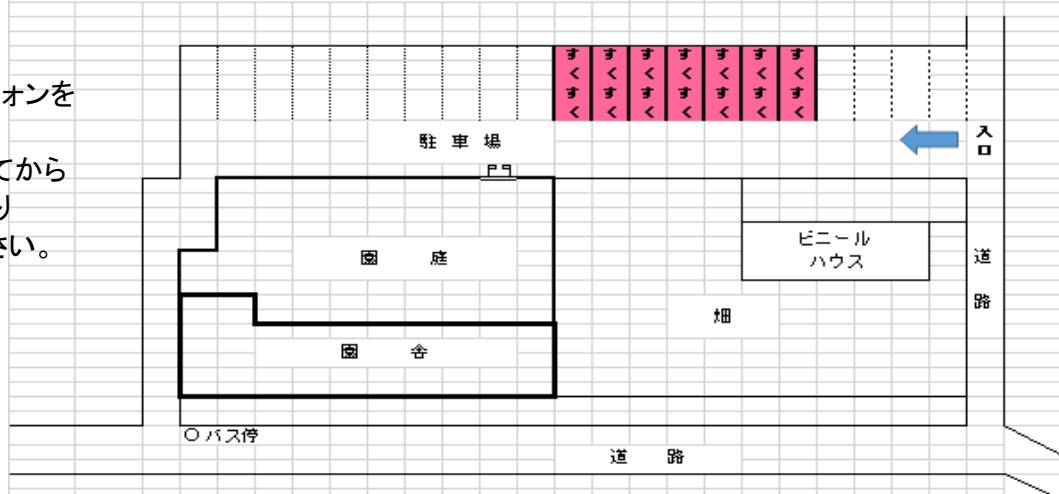 ォンを
てから
り
さい。
すくすく
すくすく
すくすく
すくすく
すくすく
すくすく
すくすく
入口
駐車場
門
園庭
ビニール
ハウス
道路
畑
園舎
○バス停
道路